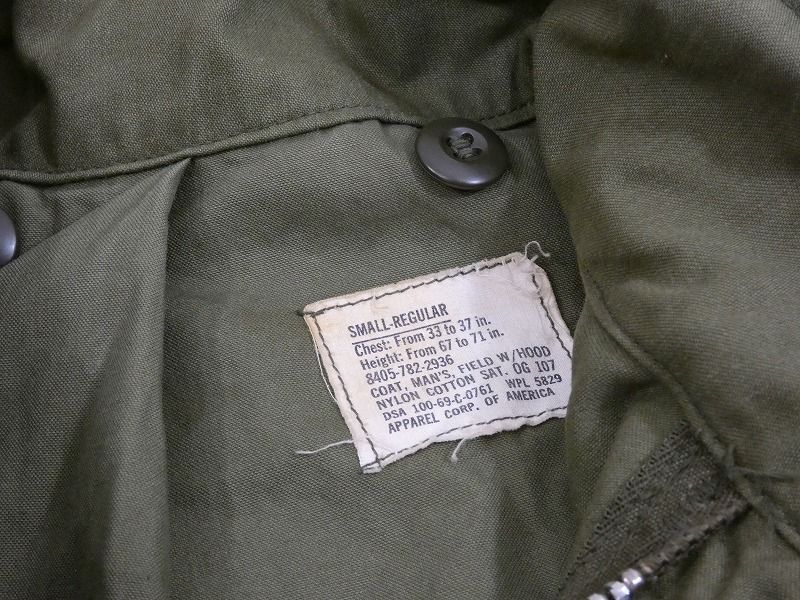 SMALL-REGULAR
Chest: From 33 to 37 in.
Height: From 67 to 71 in.
8405-782-2936
COAT, MAN'S, FIELD W/HOOD
NYLON COTTON SAT. OG 107
DSA 100-69-C-0761 WPL 5829
APPAREL CORP. OF AMERICA